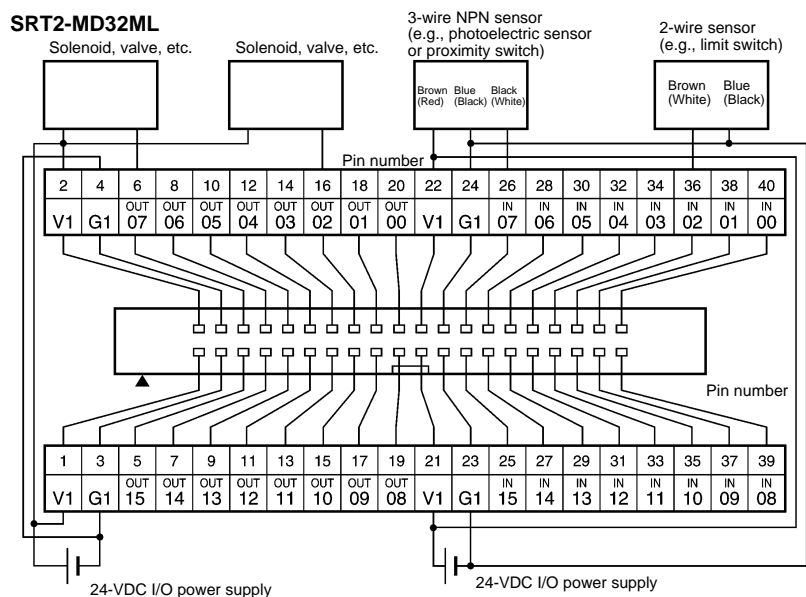 SRT2-MD32ML
Solenoid, valve, etc.
Solenoid, valve, etc.
3-wire NPN sensor
(e.g., photoelectric sensor
or proximity switch)
2-wire sensor
(e.g., limit switch)
Brown Blue Black
(Red) (Black) (White)
Brown Blue
(White) (Black)
Pin number
2 4 6 8 10 12 14 16 18 20 22 24 26 28 30 32 34 36 38 40
V1 G1 OUT 07 OUT 06 OUT 05 OUT 04 OUT 03 OUT 02 OUT 01 OUT 00 V1 G1 IN 07 IN 06 IN 05 IN 04 IN 03 IN 02 IN 01 IN 00
Pin number
1 3 5 7 9 11 13 15 17 19 21 23 25 27 29 31 33 35 37 39
V1 G1 OUT 15 OUT 14 OUT 13 OUT 12 OUT 11 OUT 10 OUT 09 OUT 08 V1 G1 IN 15 IN 14 IN 13 IN 12 IN 11 IN 10 IN 09 IN 08
24-VDC I/O power supply
24-VDC I/O power supply